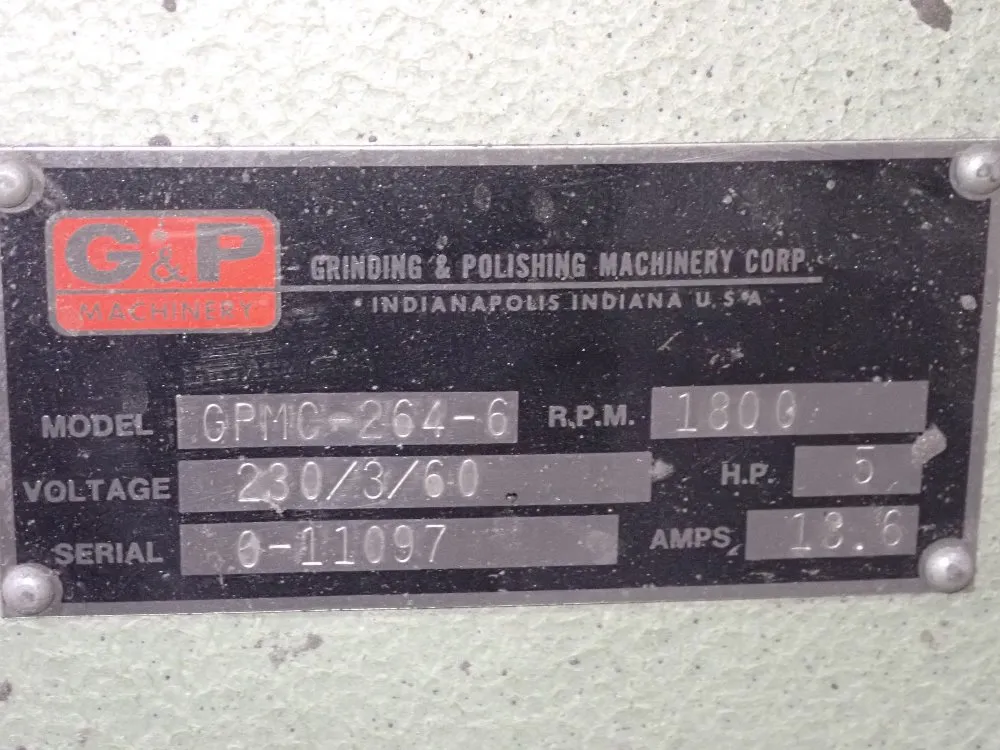 G&P
MACHINERY
GRINDING & POLISHING MACHINERY CORP.
INDIANAPOLIS INDIANA U.S.A
MODEL GPMC-264-6 R.P.M. 1800
VOLTAGE 230/3/60 H.P. 5
SERIAL 0-11097 AMPS 13.6